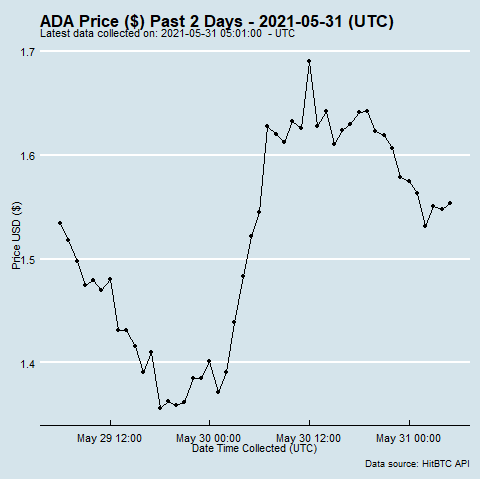 ADA Price ($) Past 2 Days - 2021-05-31 (UTC)
Latest data collected on: 2021-05-31 05:01:00 - UTC
1.7
1.6
1.5
1.4
Price USD ($)
May 29 12:00
May 30 00:00
May 30 12:00
May 31 00:00
Date Time Collected (UTC)
Data source: HitBTC API